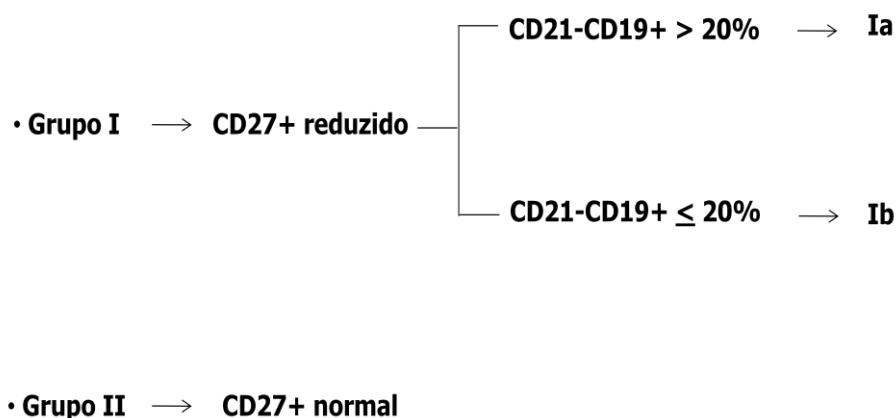 CD21-CD19+ > 20% → Ia
• Grupo I → CD27+ reduzido
CD21-CD19+ ≤ 20% → Ib
• Grupo II → CD27+ normal